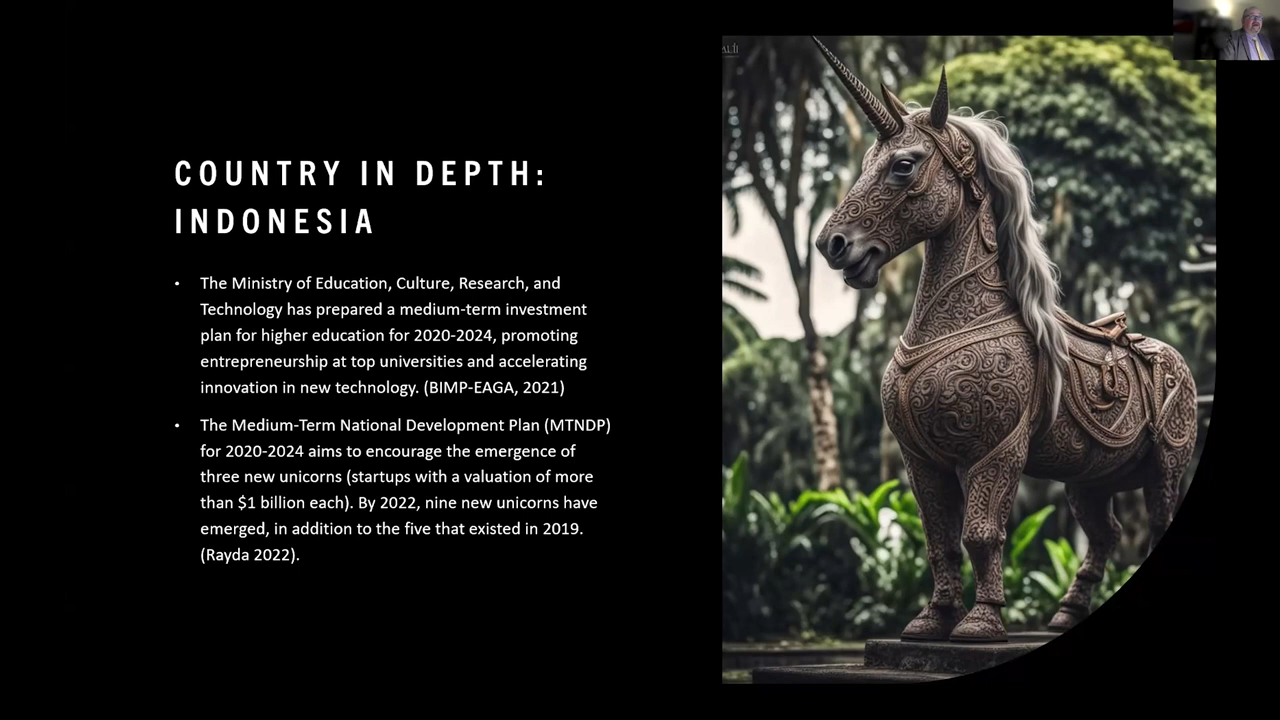 COUNTRY IN DEPTH:
INDONESIA
• The Ministry of Education, Culture, Research, and
Technology has prepared a medium-term investment
plan for higher education for 2020-2024, promoting
entrepreneurship at top universities and accelerating
innovation in new technology. (BIMP-EAGA, 2021)
• The Medium-Term National Development Plan (MTNDP)
for 2020-2024 aims to encourage the emergence of
three new unicorns (startups with a valuation of more
than $1 billion each). By 2022, nine new unicorns have
emerged, in addition to the five that existed in 2019.
(Rayda 2022).